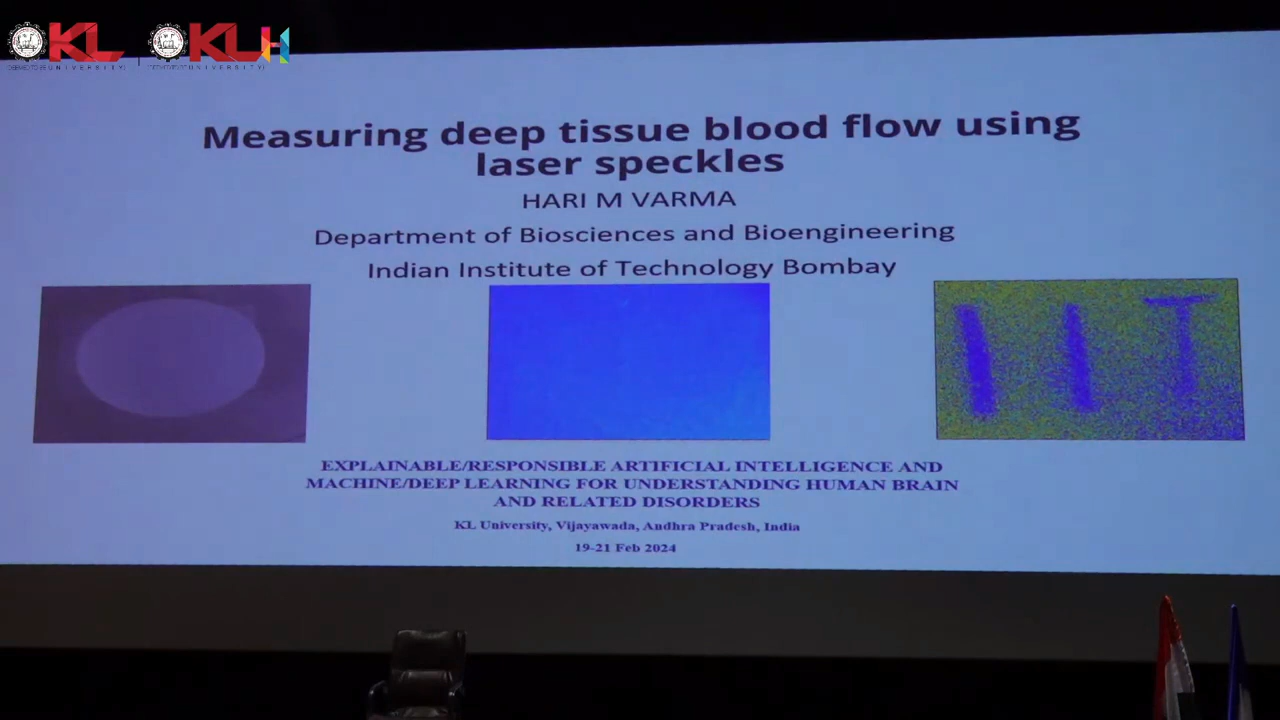 KL
UNIVERSITY
KLH
UNIVERSITY
Measuring deep tissue blood flow using
laser speckles
HARI M VARMA
Department of Biosciences and Bioengineering
Indian Institute of Technology Bombay
IIT
EXPLAINABLE/RESPONSIBLE ARTIFICIAL INTELLIGENCE AND
MACHINE/DEEP LEARNING FOR UNDERSTANDING HUMAN BRAIN
AND RELATED DISORDERS
KL University, Vijayawada, Andhra Pradesh, India
19-21 Feb 2024